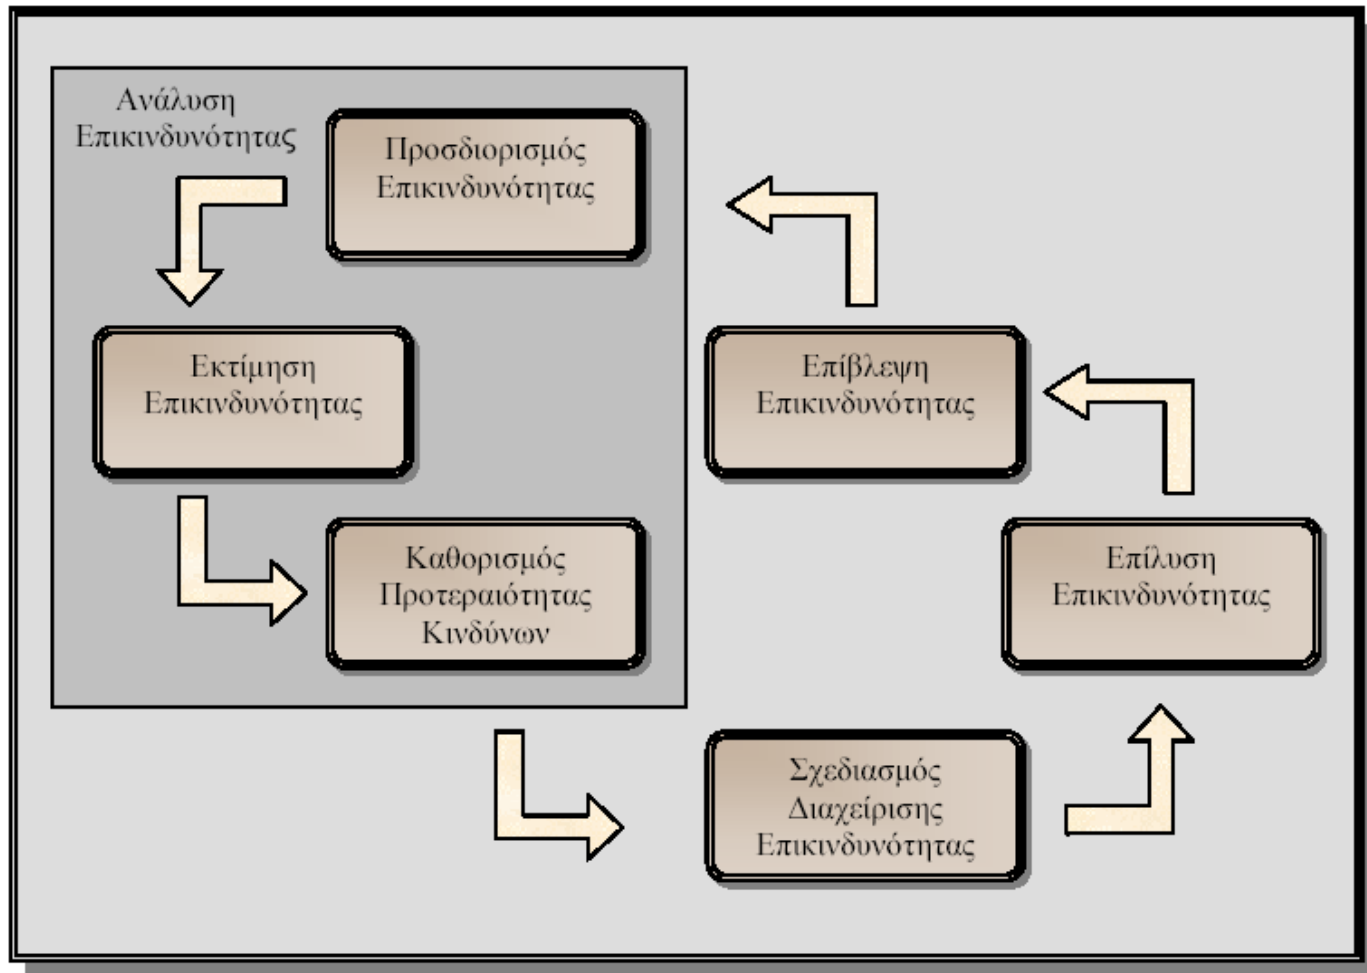 Ανάλυση
Επικινδυνότητας
Προσδιορισμός
Επικινδυνότητας
Εκτίμηση
Επικινδυνότητας
Επίβλεψη
Επικινδυνότητας
Καθορισμός
Προτεραιότητας
Κινδύνων
Επίλυση
Επικινδυνότητας
Σχεδιασμός
Διαχείρισης
Επικινδυνότητας